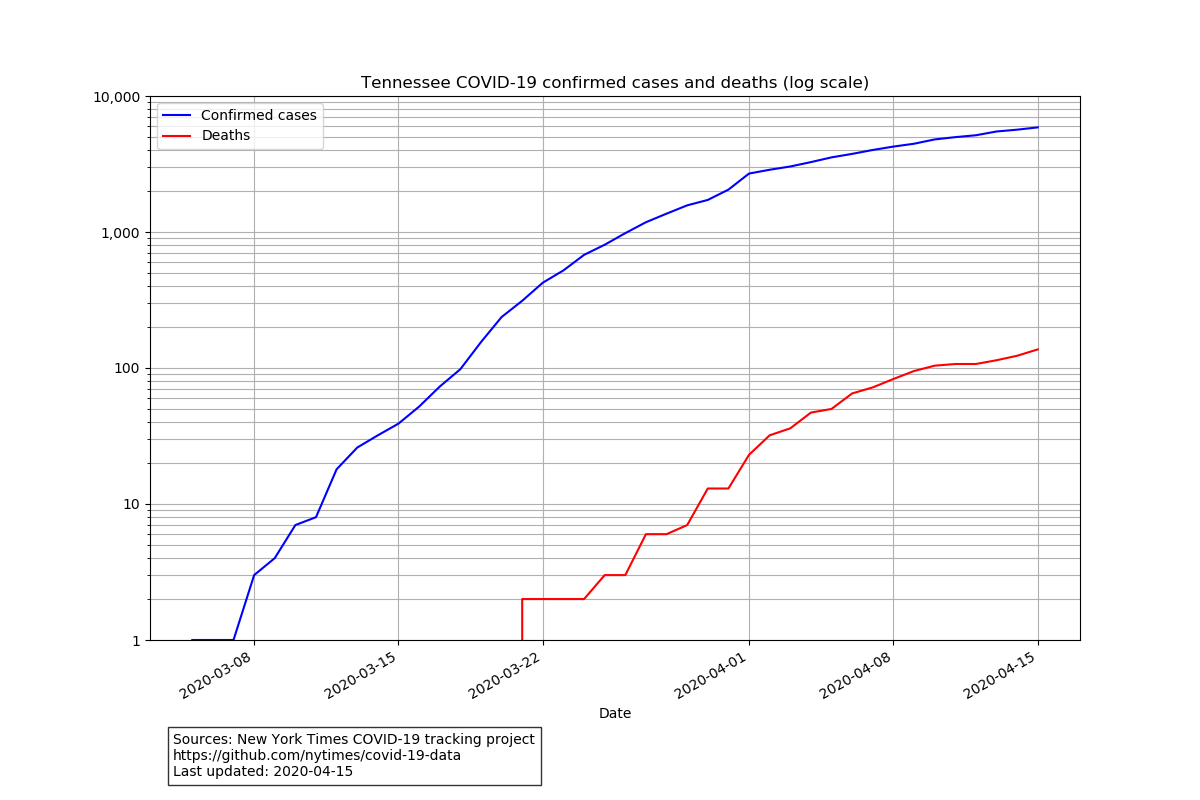 Tennessee COVID-19 confirmed cases and deaths (log scale)
10,000
1,000
100
10
1
Confirmed cases
Deaths
2020-03-08
2020-03-15
2020-03-22
2020-04-01
2020-04-08
2020-04-15
Date
Sources: New York Times COVID-19 tracking project
https://github.com/nytimes/covid-19-data
Last updated: 2020-04-15